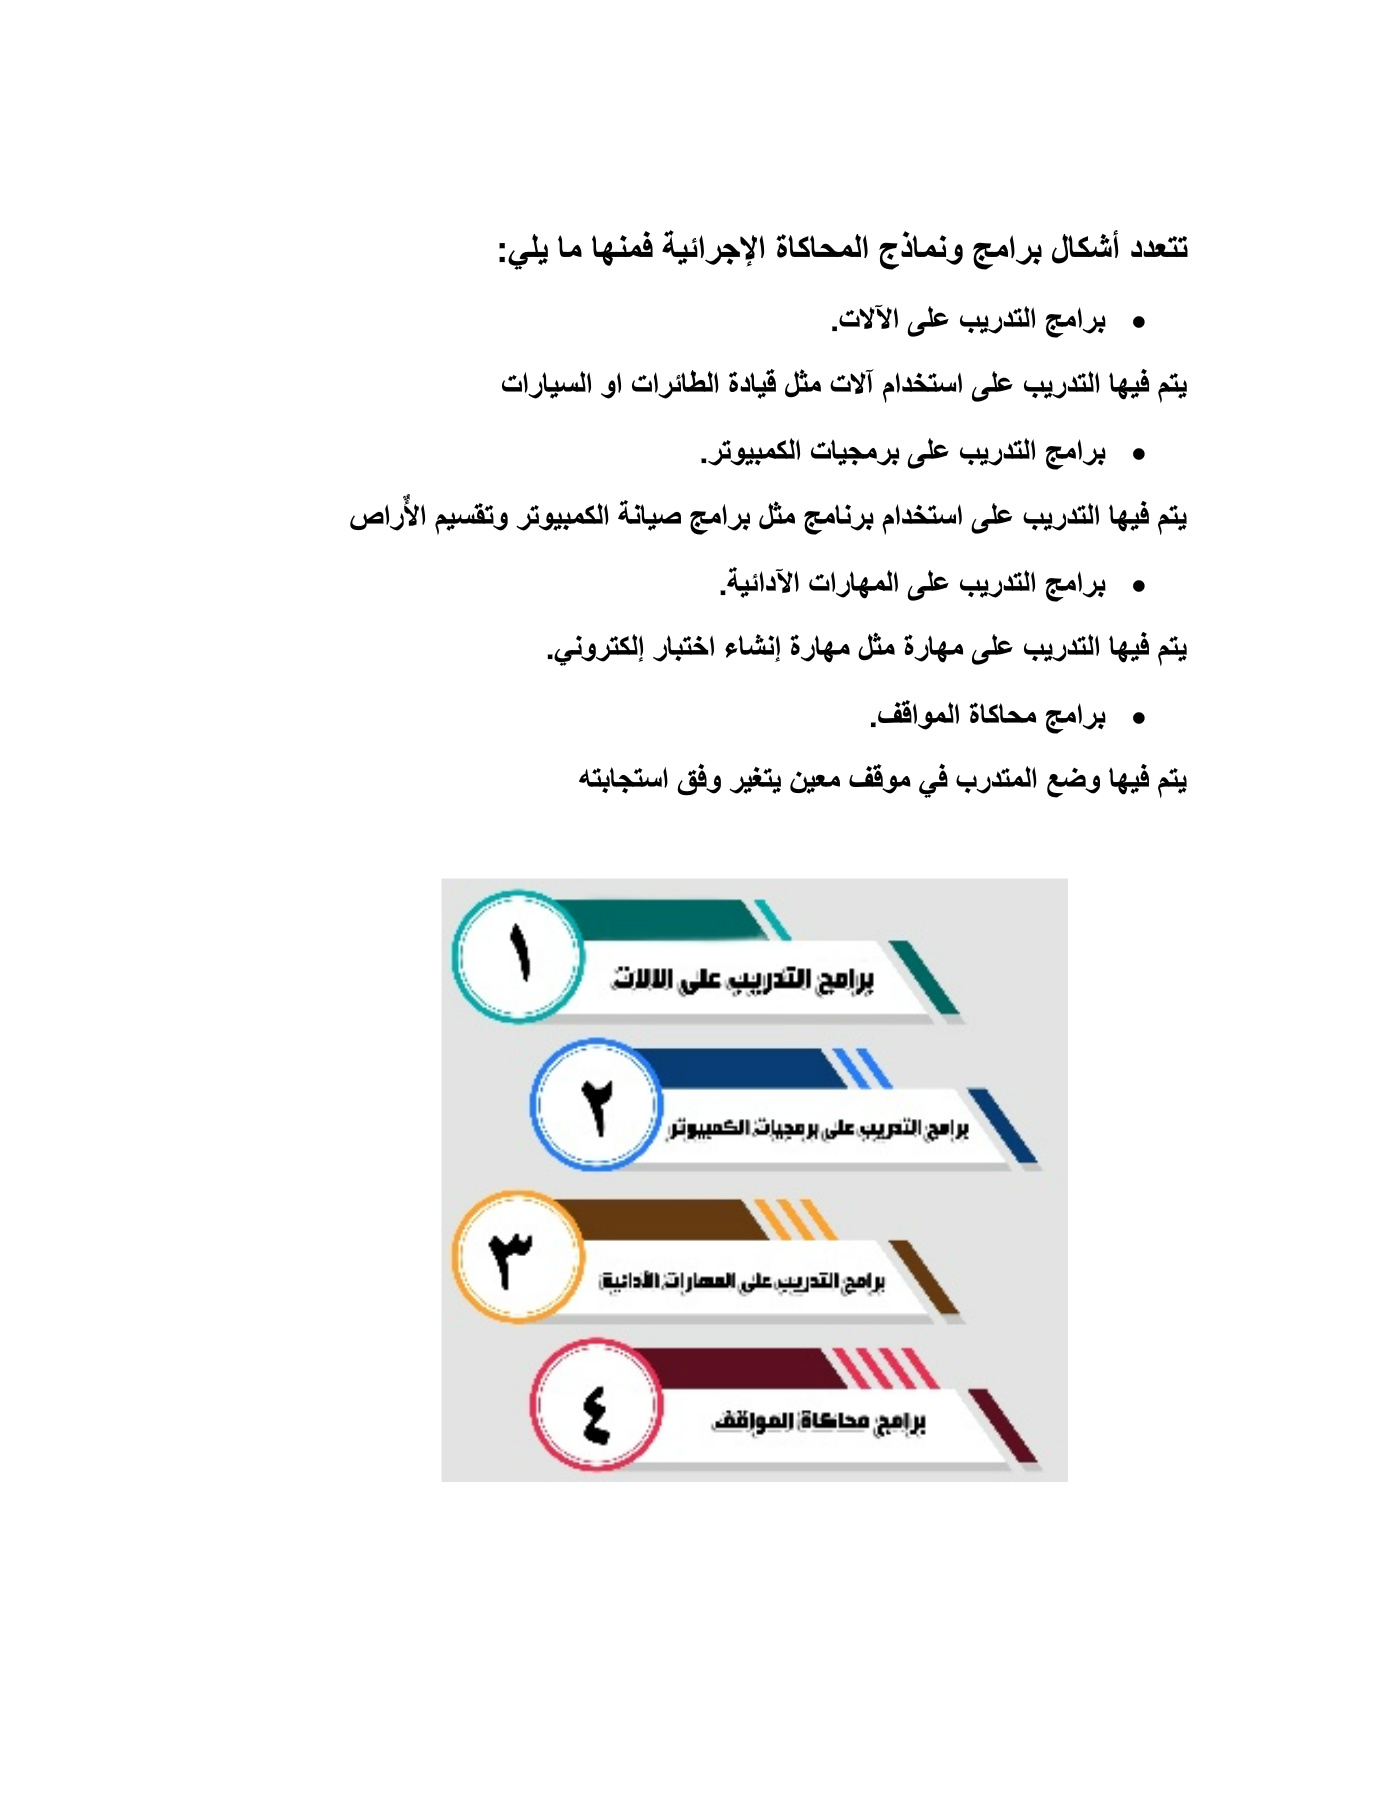 تتعدد أشكال برامج ونماذج المحاكاة الإجرائية فمنها ما يلي:
• برامج التدريب على الآلات.
يتم فيها التدريب على استخدام آلات مثل قيادة الطائرات او السيارات
• برامج التدريب على برمجيات الكمبيوتر.
يتم فيها التدريب على استخدام برنامج مثل برامج صيانة الكمبيوتر وتقسيم الأٌراص
• برامج التدريب على المهارات الآدائية.
يتم فيها التدريب على مهارة مثل مهارة إنشاء اختبار إلكتروني.
• برامج محاكاة المواقف.
يتم فيها وضع المتدرب في موقف معين يتغير وفق استجابته
١
برامج التدريب على الالات
٢
برامج التدريب على برمجيات الكمبيوتر
٣
برامج التدريب على المهارات الأدائية
٤
برامج محاكاة المواقف